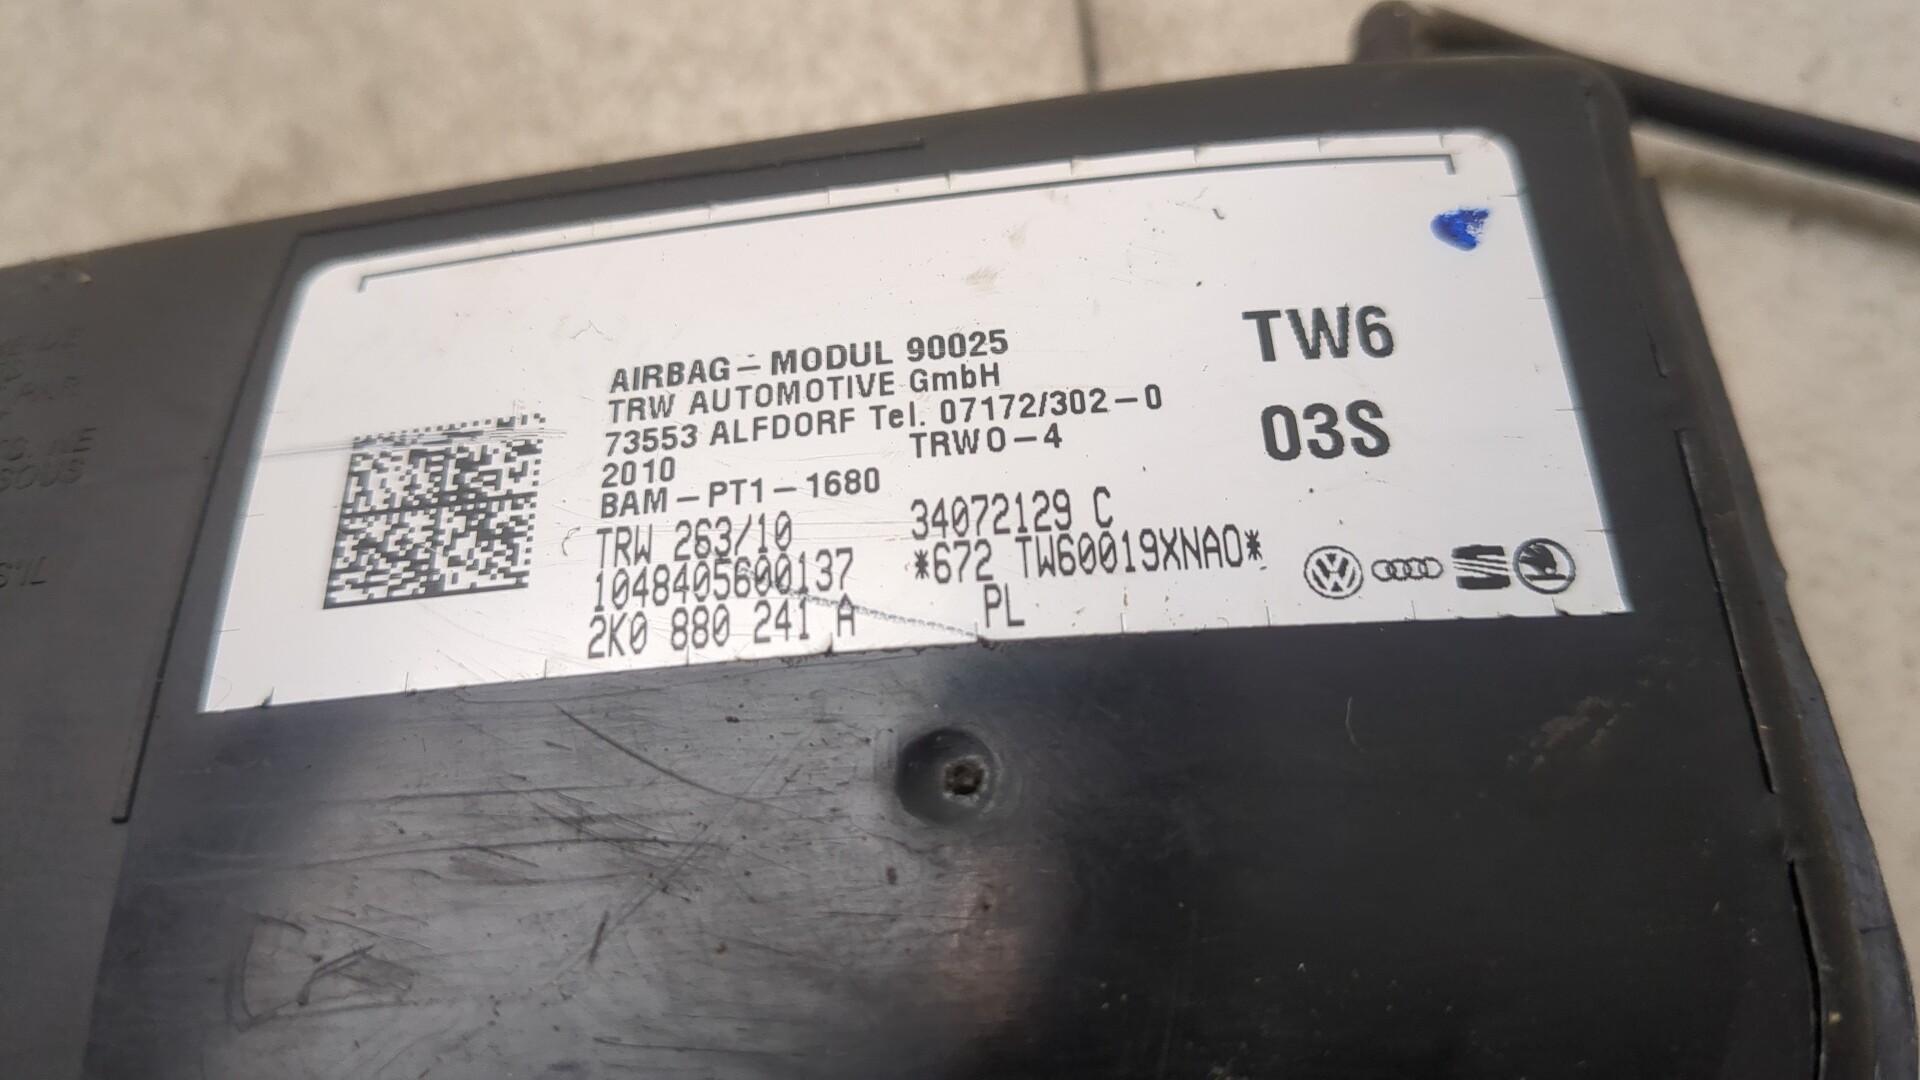 AIRBAG – MODUL 90025
TRW AUTOMOTIVE GmbH
73553 ALFDORF Tel. 07172/302–0
2010 TRWO–4
BAM–PT1–1680
TRW 263/10 34072129 C
1048405600137 *672 TW60019XNA0*
2K0 880 241 A PL
TW6
03S
SOUS